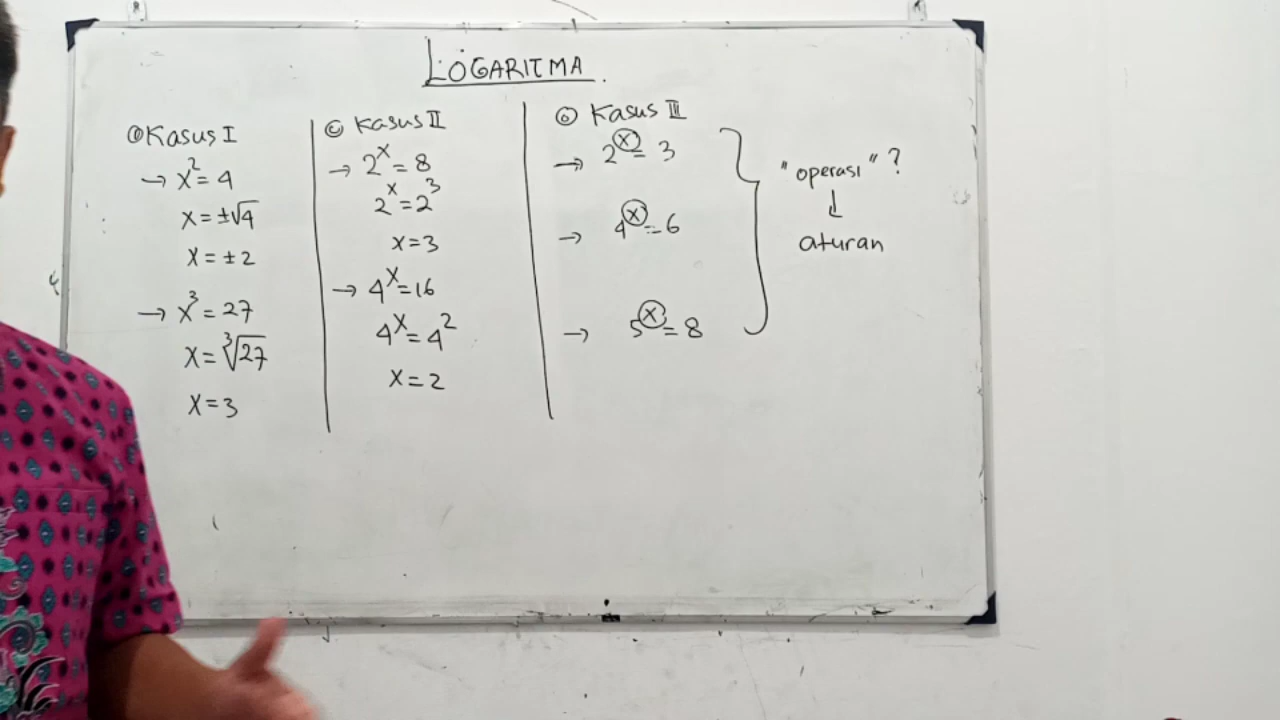 LOGARITMA.
Kasus I
→ x² = 4
x = ±√4
x = ±2
→ x³ = 27
x = ³√27
x = 3
Kasus II
→ 2ˣ = 8
2ˣ = 2³
x = 3
→ 4ˣ = 16
4ˣ = 4²
x = 2
Kasus III
→ 2ˣ = 3
→ 4ˣ = 6
→ 5ˣ = 8
"operasi" ?
↓
aturan